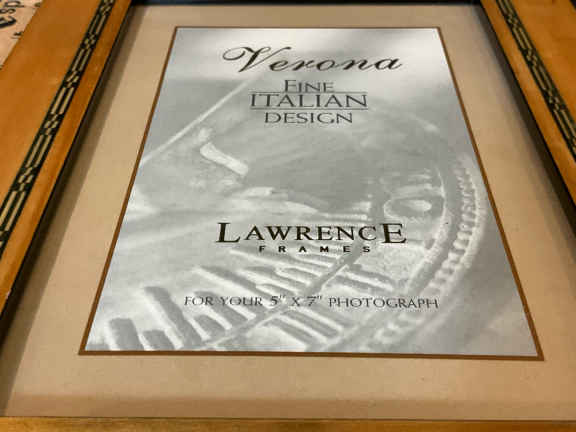 Verona
FINE
ITALIAN
DESIGN
LAWRENCE
FRAMES
FOR YOUR 5" X 7" PHOTOGRAPH